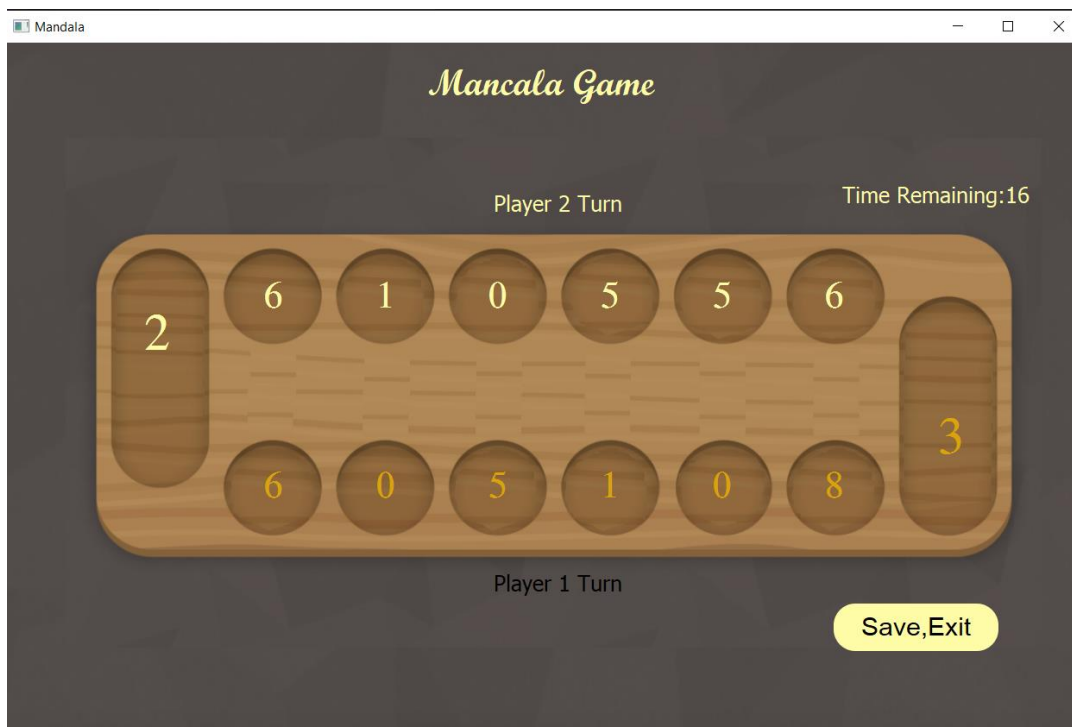 Mandala
Mancala Game
Player 2 Turn
Time Remaining:16
2
6 1 0 5 5 6
6 0 5 1 0 8
3
Player 1 Turn
Save,Exit